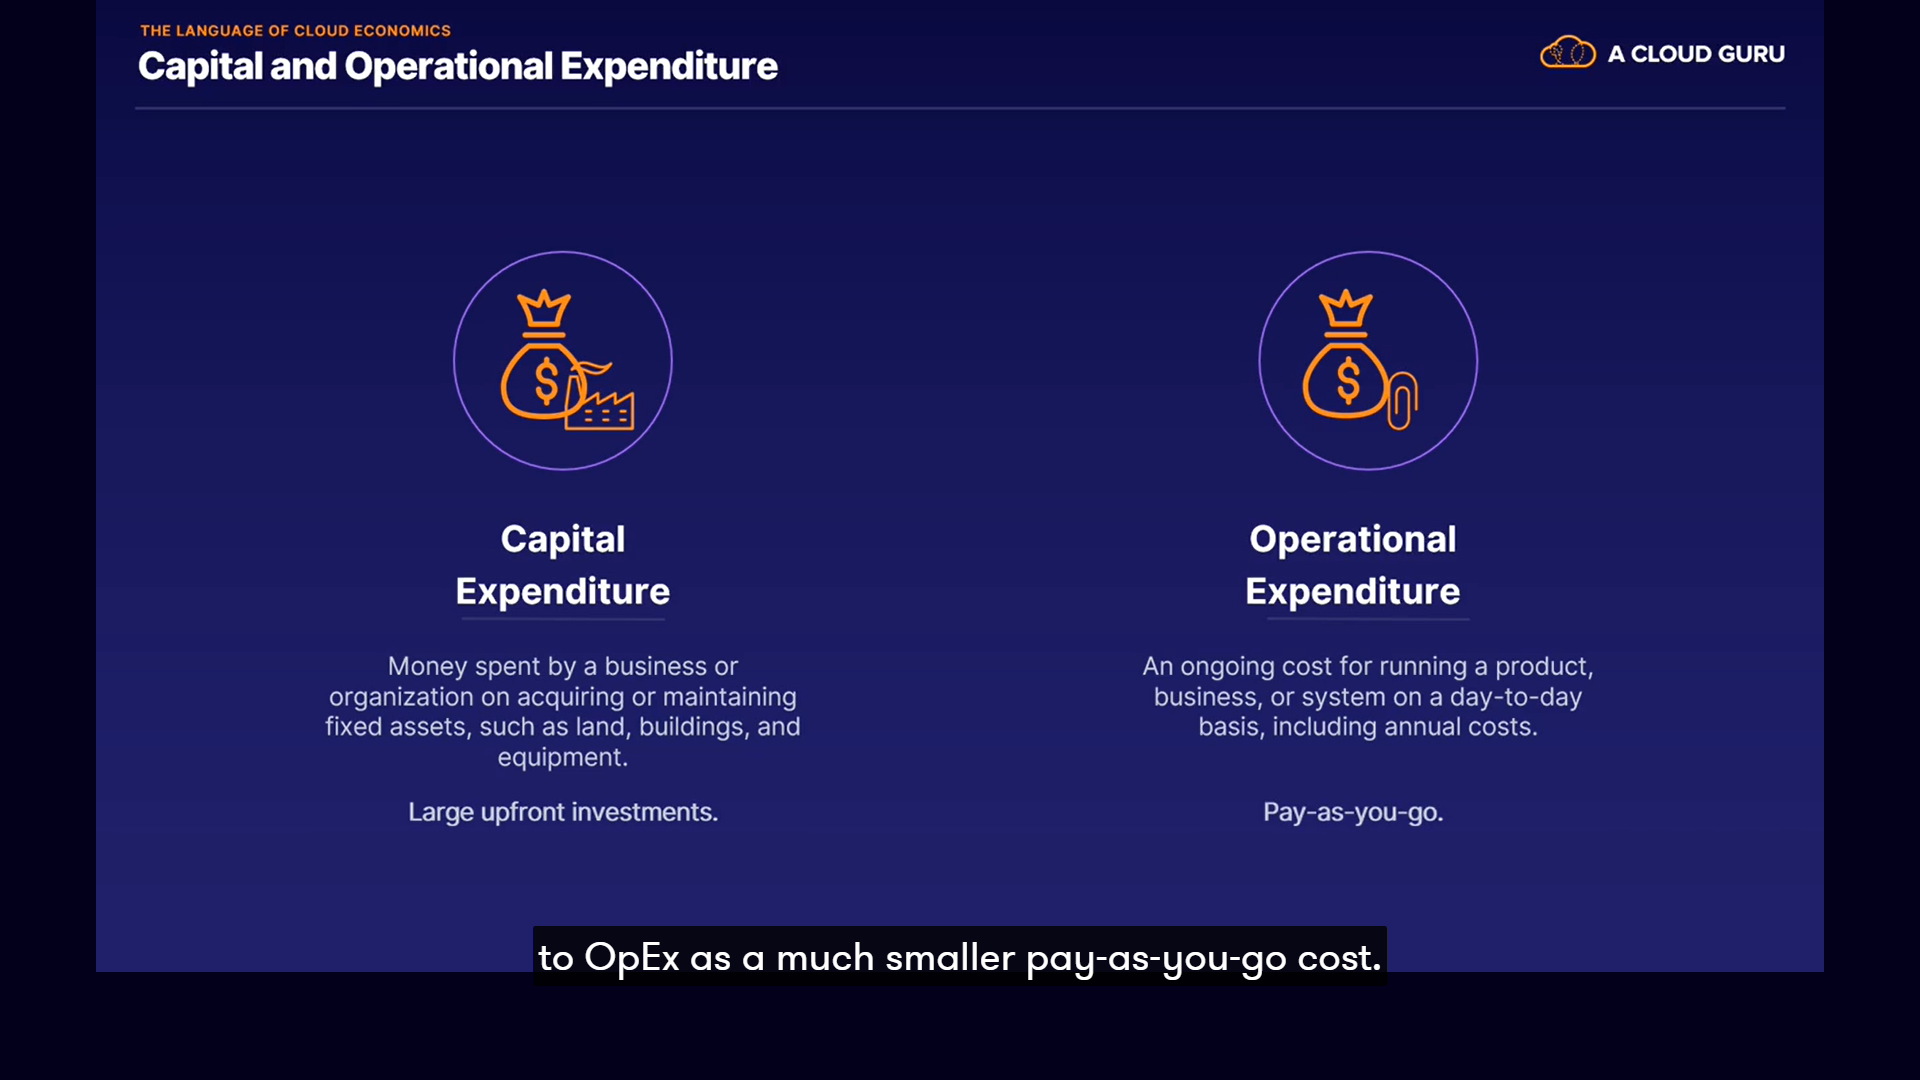 THE LANGUAGE OF CLOUD ECONOMICS
Capital and Operational Expenditure
A CLOUD GURU
$
$
Capital
Expenditure
Money spent by a business or
organization on acquiring or maintaining
fixed assets, such as land, buildings, and
equipment.
Large upfront investments.
Operational
Expenditure
An ongoing cost for running a product,
business, or system on a day-to-day
basis, including annual costs.
Pay-as-you-go.
to OpEx as a much smaller pay-as-you-go cost.